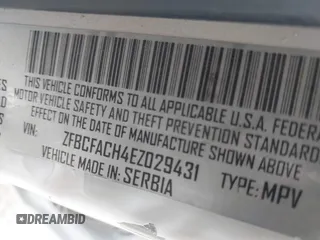 THIS VEHICLE CONFORMS TO ALL APPLICABLE U.S.A. FEDERAL
MOTOR VEHICLE SAFETY AND THEFT PREVENTION STANDARDS IN
EFFECT ON THE DATE OF MANUFACTURE SHOWN ABOVE
VIN: ZFBCFACH4EZ029431 TYPE: MPV
VEHICLE MADE IN: SERBIA
DREAMBID